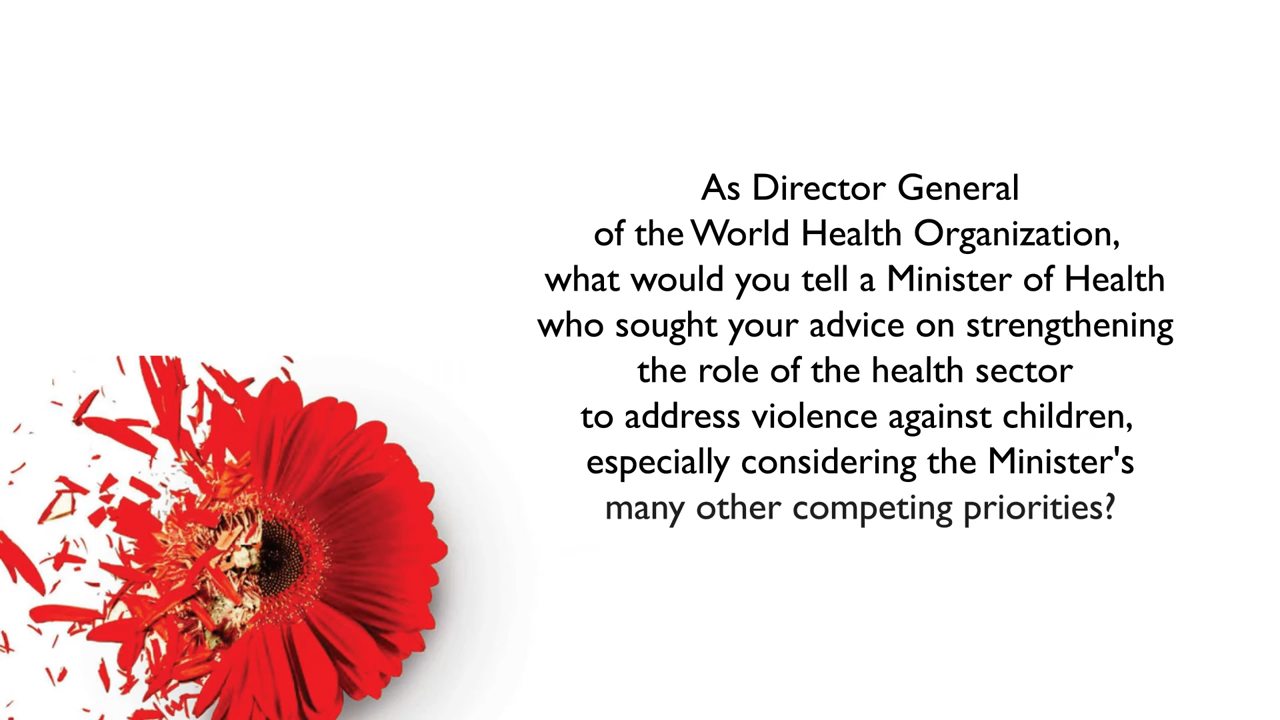 As Director General
of the World Health Organization,
what would you tell a Minister of Health
who sought your advice on strengthening
the role of the health sector
to address violence against children,
especially considering the Minister's
many other competing priorities?